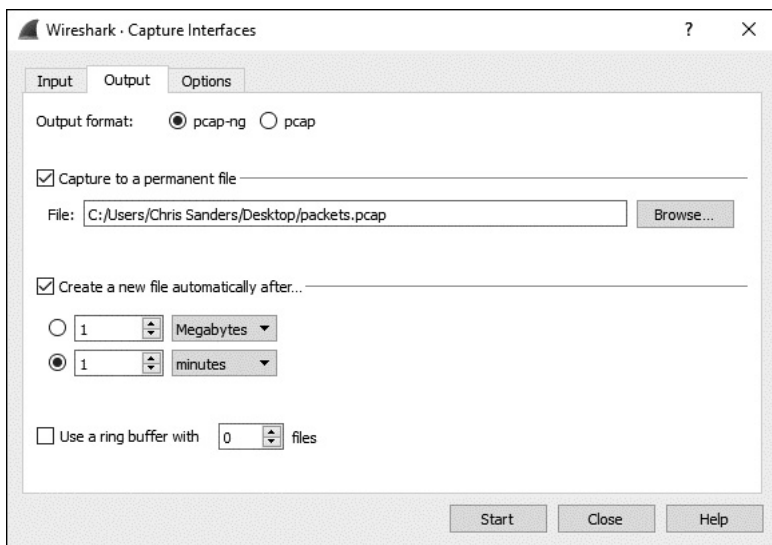 Wireshark · Capture Interfaces
Input Output Options
Output format: pcap-ng pcap
Capture to a permanent file
File: C:/Users/Chris Sanders/Desktop/packets.pcap Browse...
Create a new file automatically after...
1 Megabytes
1 minutes
Use a ring buffer with 0 files
Start Close Help